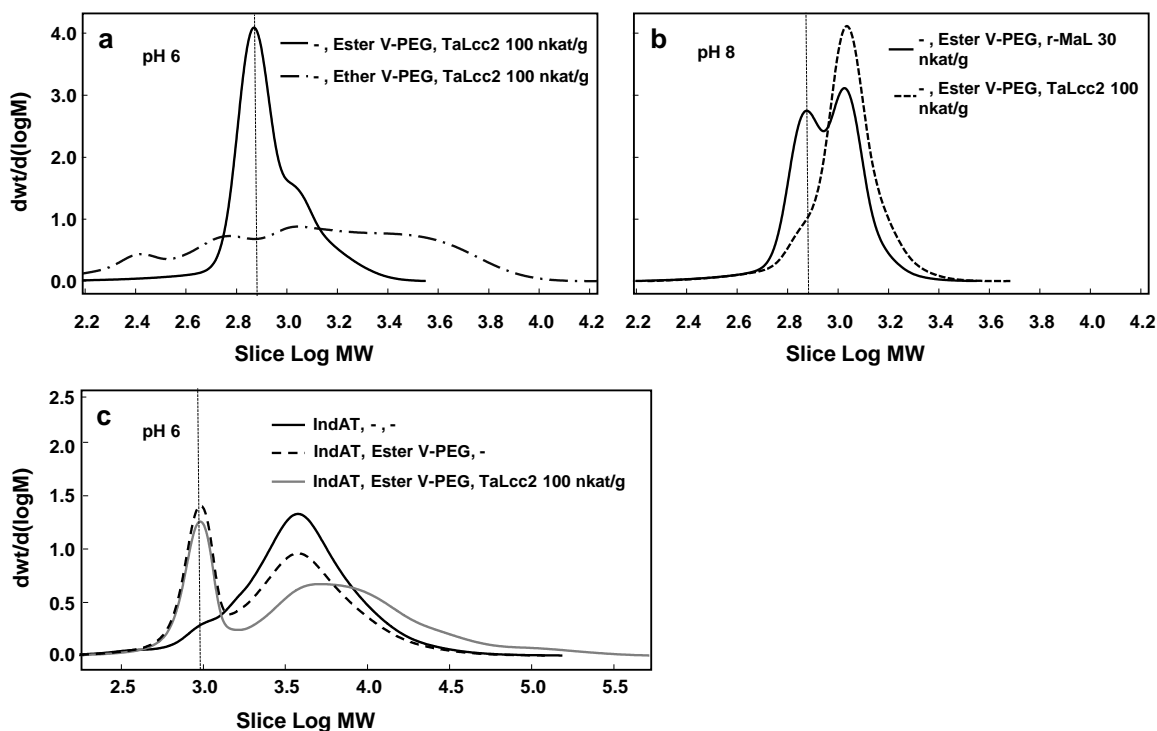 a
pH 6
- , Ester V-PEG, TaLcc2 100 nkat/g
- , Ether V-PEG, TaLcc2 100 nkat/g
dwt/d(logM)
4.0
3.0
2.0
1.0
0.0
2.2 2.4 2.6 2.8 3.0 3.2 3.4 3.6 3.8 4.0 4.2
Slice Log MW
b
pH 8
- , Ester V-PEG, r-MaL 30
nkat/g
- , Ester V-PEG, TaLcc2 100
nkat/g
2.2 2.4 2.6 2.8 3.0 3.2 3.4 3.6 3.8 4.0 4.2
Slice Log MW
c
pH 6
IndAT, - , -
IndAT, Ester V-PEG, -
IndAT, Ester V-PEG, TaLcc2 100 nkat/g
dwt/d(logM)
2.5
2.0
1.5
1.0
0.5
0.0
2.5 3.0 3.5 4.0 4.5 5.0 5.5
Slice Log MW